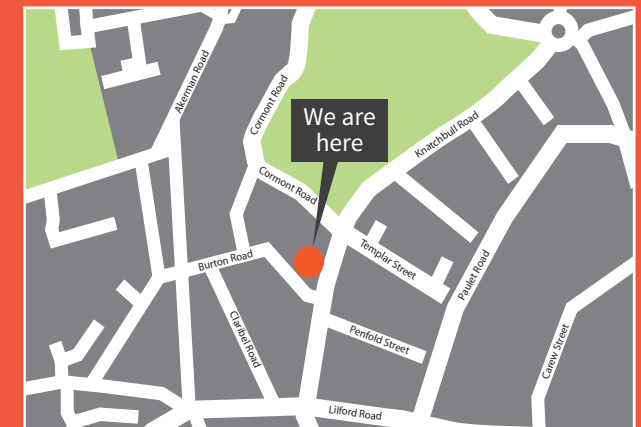 Akerman Road
Cormont Road
We are
here
Knatchbull Road
Cormont Road
Templar Street
Burton Road
Paulet Road
Claribel Road
Penfold Street
Carew Street
Lilford Road